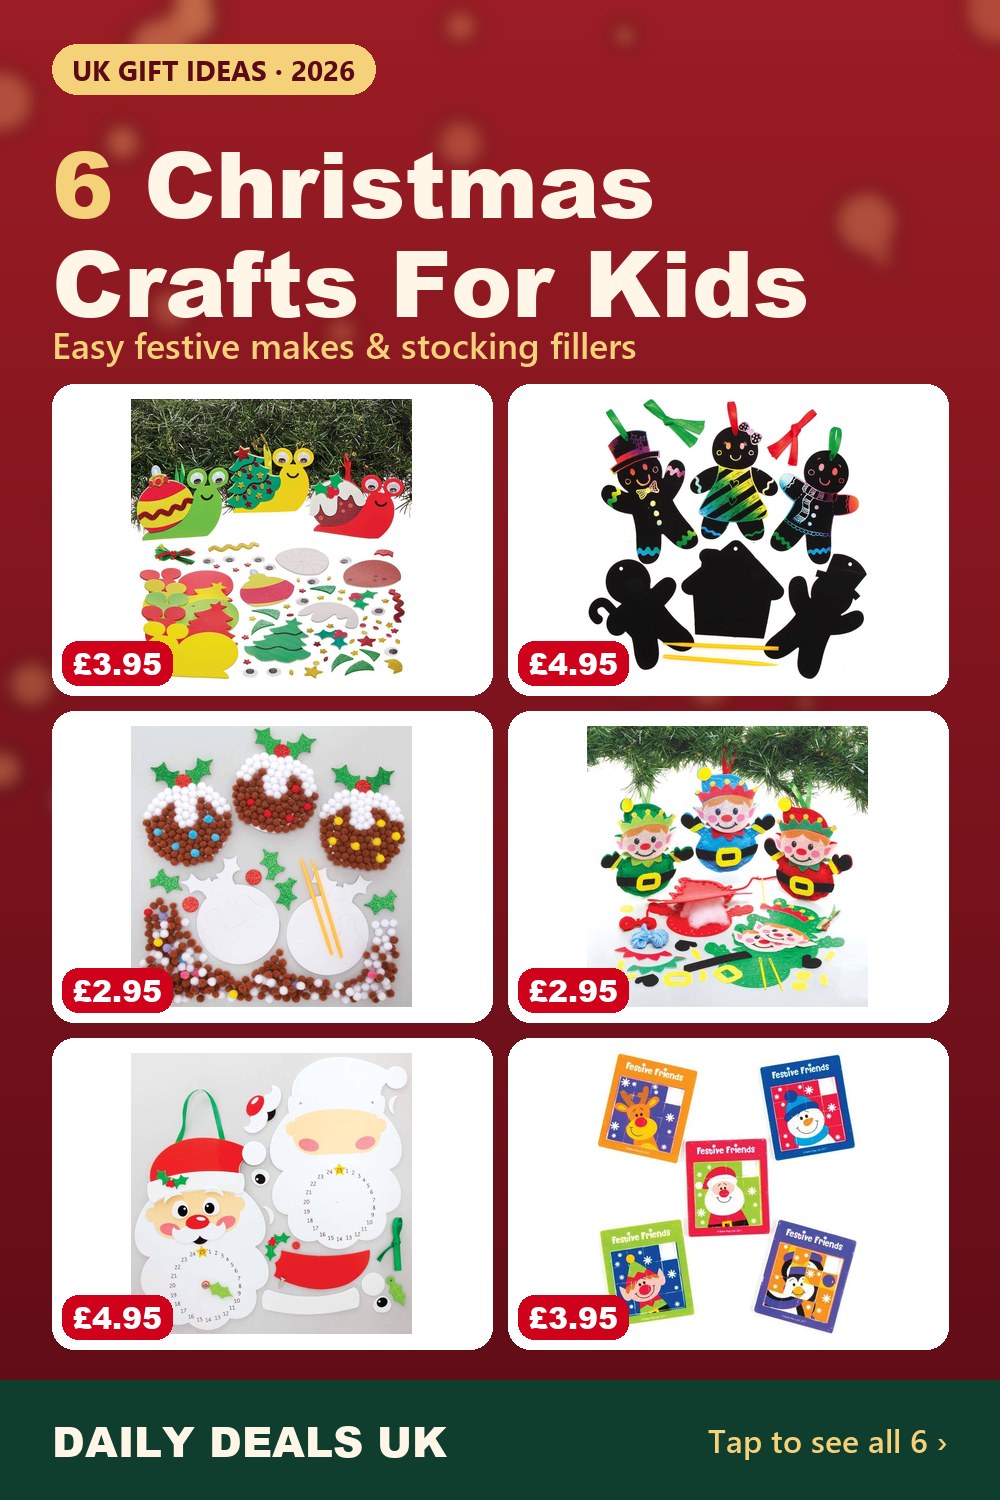 UK GIFT IDEAS · 2026
6 Christmas
Crafts For Kids
Easy festive makes & stocking fillers
£3.95
£4.95
£2.95
£2.95
£4.95
Festive Friends
Festive Friends
Festive Friends
Festive Friends
Festive Friends
£3.95
DAILY DEALS UK
Tap to see all 6 ›